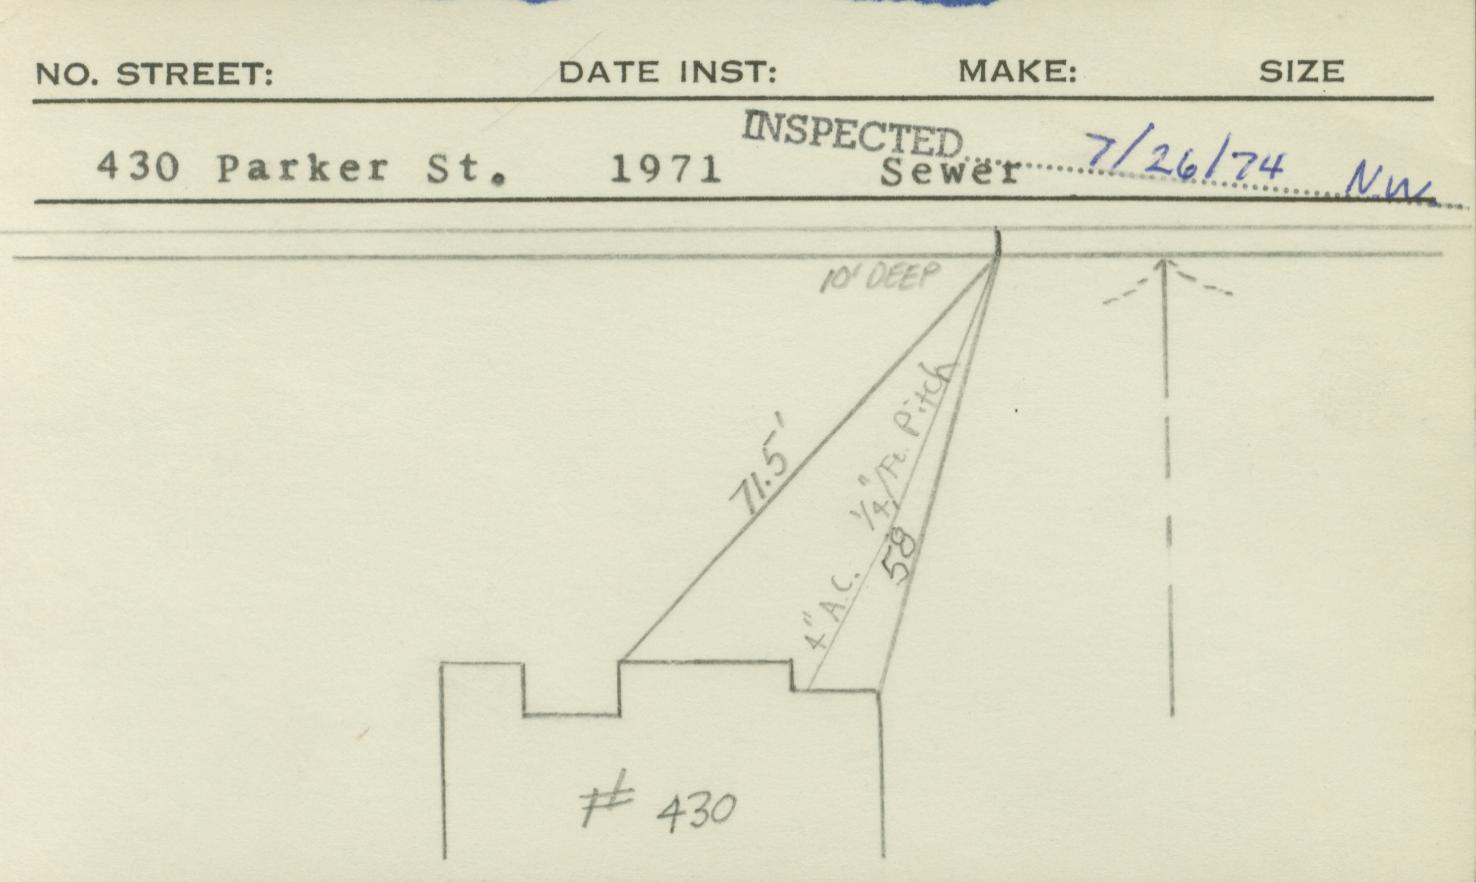 NO. STREET: DATE INST: MAKE: SIZE
INSPECTED 7/26/74 N.W.
430 Parker St. 1971 Sewer
10' DEEP
71.5'
4" A.C. 1/4"/Ft. Pitch
58
# 430